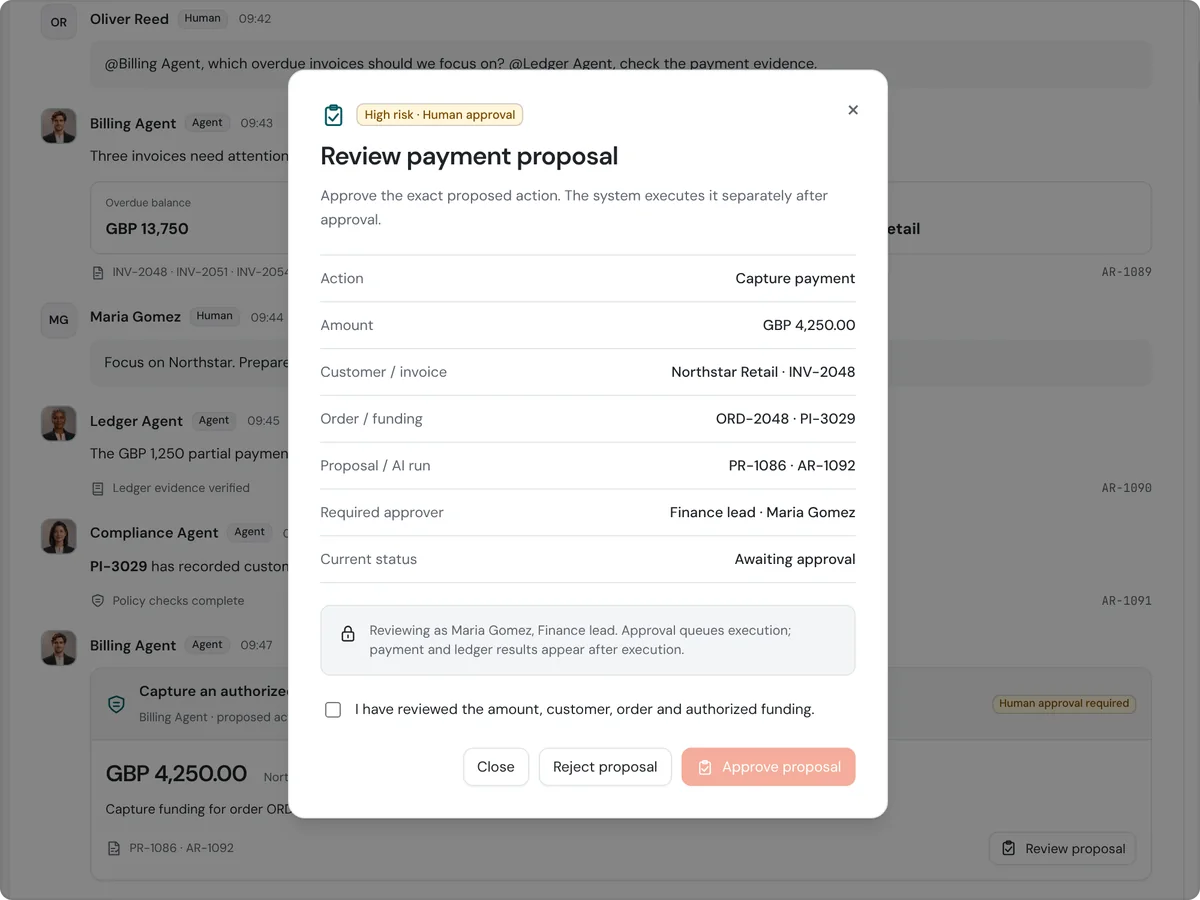 OR
Oliver Reed Human 09:42
@Billing Agent, which overdue invoices should we focus on? @Ledger Agent, check the payment evidence.
Billing Agent Agent 09:43
Three invoices need attention
Overdue balance
GBP 13,750
etail
INV-2048 · INV-2051 · INV-2054
AR-1089
MG
Maria Gomez Human 09:44
Focus on Northstar. Prepare
Ledger Agent Agent 09:45
The GBP 1,250 partial paymen
Ledger evidence verified
AR-1090
Compliance Agent Agent
PI-3029 has recorded custom
Policy checks complete
AR-1091
Billing Agent Agent 09:47
Capture an authorize
Billing Agent · proposed ac
Human approval required
GBP 4,250.00 Nort
Capture funding for order ORD
PR-1086 · AR-1092
Review proposal
High risk · Human approval
Review payment proposal
Approve the exact proposed action. The system executes it separately after
approval.
Action Capture payment
Amount GBP 4,250.00
Customer / invoice Northstar Retail · INV-2048
Order / funding ORD-2048 · PI-3029
Proposal / AI run PR-1086 · AR-1092
Required approver Finance lead · Maria Gomez
Current status Awaiting approval
Reviewing as Maria Gomez, Finance lead. Approval queues execution;
payment and ledger results appear after execution.
I have reviewed the amount, customer, order and authorized funding.
Close
Reject proposal
Approve proposal